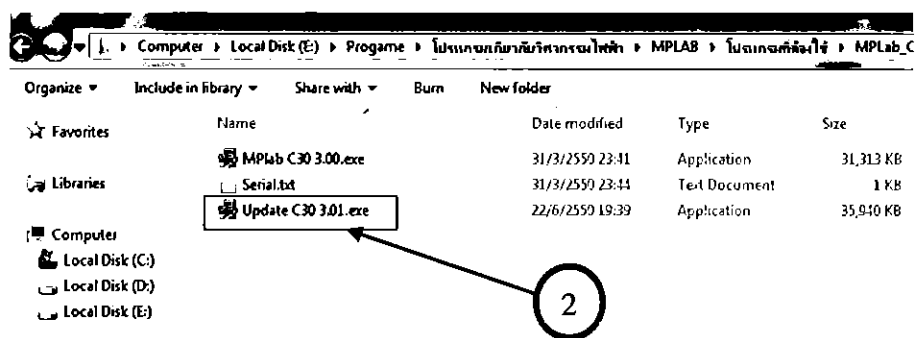 Computer ▸ Local Disk (E:) ▸ Progame ▸ โปรแกรมเกี่ยวกับวิศวกรรมไฟฟ้า ▸ MPLAB ▸ โปรแกรมที่ต้องใช้ ▸ MPLab_C
Organize Include in library Share with Burn New folder
Favorites Name Date modified Type Size
MPlab C30 3.00.exe 31/3/2550 23:41 Application 31,313 KB
Libraries Serial.txt 31/3/2550 23:44 Text Document 1 KB
Update C30 3.01.exe 22/6/2550 19:39 Application 35,940 KB
Computer
Local Disk (C:)
Local Disk (D:)
Local Disk (E:)
2